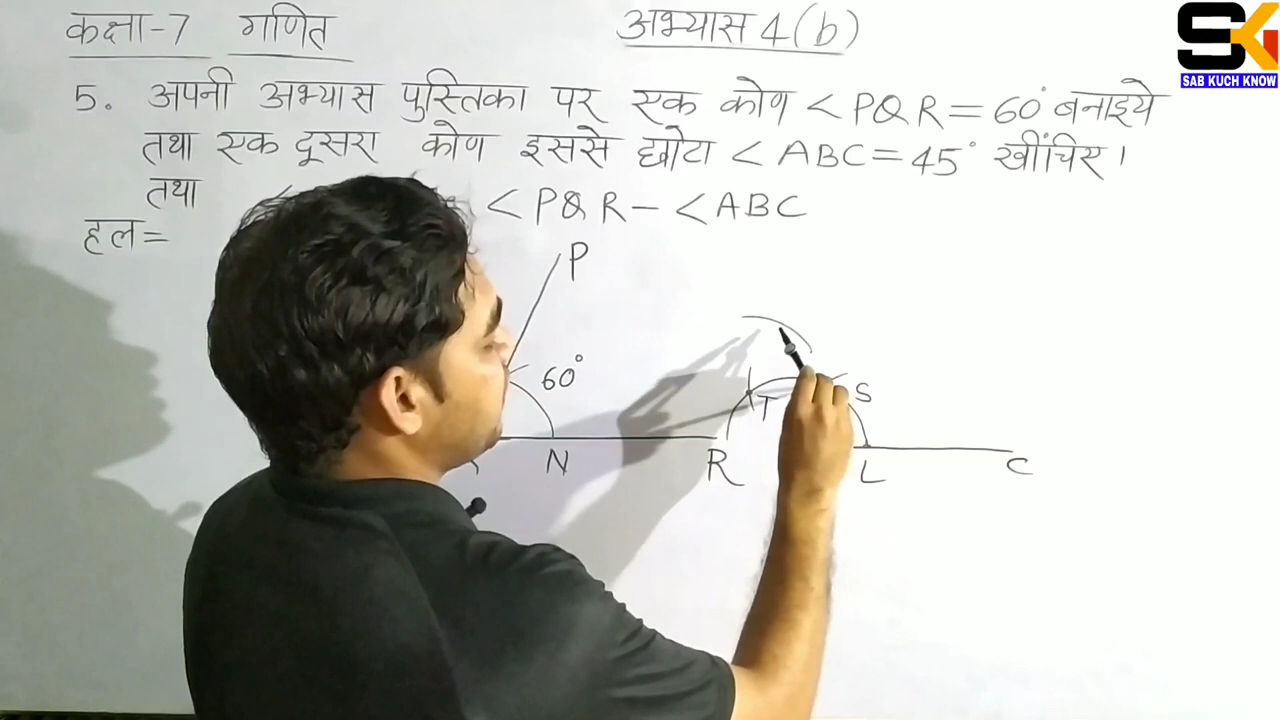 कक्षा-7 गणित अभ्यास 4(b)
SK
SAB KUCH KNOW
5. अपनी अभ्यास पुस्तिका पर एक कोण <PQR=60° बनाइये
तथा एक दूसरा कोण इससे छोटा <ABC=45° खींचिए।
तथा <PQR-<ABC
हल=
P
60°
T S
N R L C